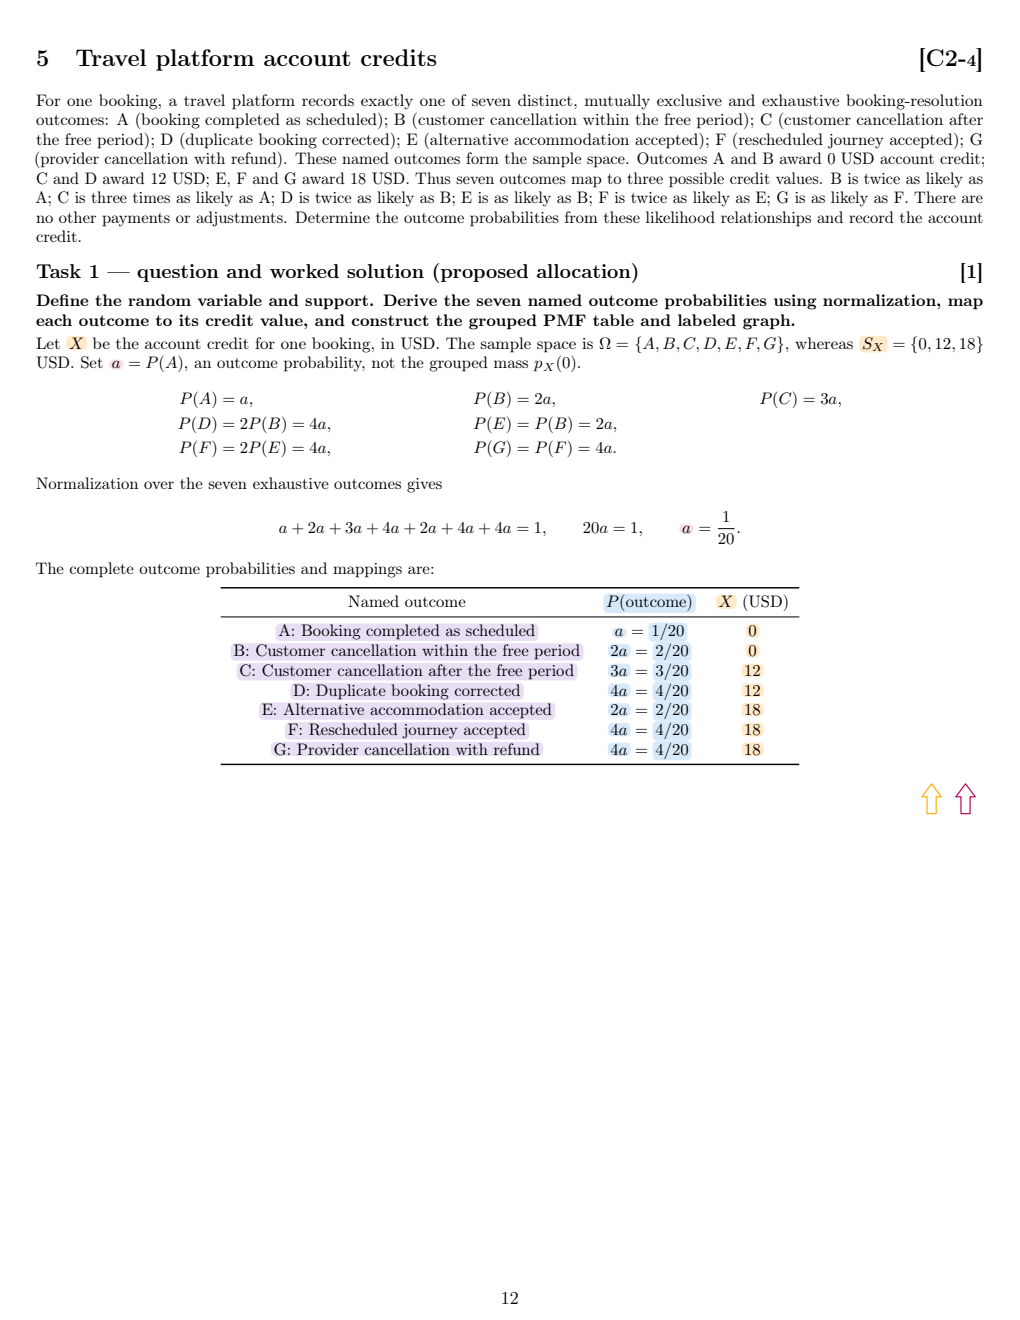 5 Travel platform account credits [C2-4]
For one booking, a travel platform records exactly one of seven distinct, mutually exclusive and exhaustive booking-resolution
outcomes: A (booking completed as scheduled); B (customer cancellation within the free period); C (customer cancellation after
the free period); D (duplicate booking corrected); E (alternative accommodation accepted); F (rescheduled journey accepted); G
(provider cancellation with refund). These named outcomes form the sample space. Outcomes A and B award 0 USD account credit;
C and D award 12 USD; E, F and G award 18 USD. Thus seven outcomes map to three possible credit values. B is twice as likely as
A; C is three times as likely as A; D is twice as likely as B; E is as likely as B; F is twice as likely as E; G is as likely as F. There are
no other payments or adjustments. Determine the outcome probabilities from these likelihood relationships and record the account
credit.
Task 1 — question and worked solution (proposed allocation) [1]
Define the random variable and support. Derive the seven named outcome probabilities using normalization, map
each outcome to its credit value, and construct the grouped PMF table and labeled graph.
Let X be the account credit for one booking, in USD. The sample space is Ω = {A, B, C, D, E, F, G}, whereas S_X = {0, 12, 18}
USD. Set a = P(A), an outcome probability, not the grouped mass p_X(0).
P(A) = a, P(B) = 2a, P(C) = 3a,
P(D) = 2P(B) = 4a, P(E) = P(B) = 2a,
P(F) = 2P(E) = 4a, P(G) = P(F) = 4a.
Normalization over the seven exhaustive outcomes gives
a + 2a + 3a + 4a + 2a + 4a + 4a = 1, 20a = 1, a = 1/20.
The complete outcome probabilities and mappings are:
Named outcome P(outcome) X (USD)
A: Booking completed as scheduled a = 1/20 0
B: Customer cancellation within the free period 2a = 2/20 0
C: Customer cancellation after the free period 3a = 3/20 12
D: Duplicate booking corrected 4a = 4/20 12
E: Alternative accommodation accepted 2a = 2/20 18
F: Rescheduled journey accepted 4a = 4/20 18
G: Provider cancellation with refund 4a = 4/20 18
12